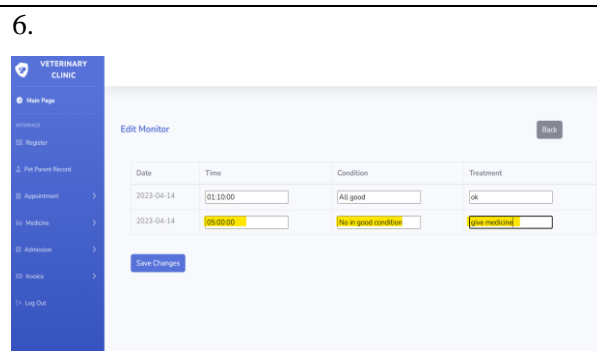 6.
VETERINARY
CLINIC
Main Page
INTERFACE
Register
Pet Parent Record
Appointment
Medicine
Admission
Invoice
Log Out
Edit Monitor
Back
Date Time Condition Treatment
2023-04-14 01:10:00 All good ok
2023-04-14 05:00:00 No in good condition give medicine
Save Changes